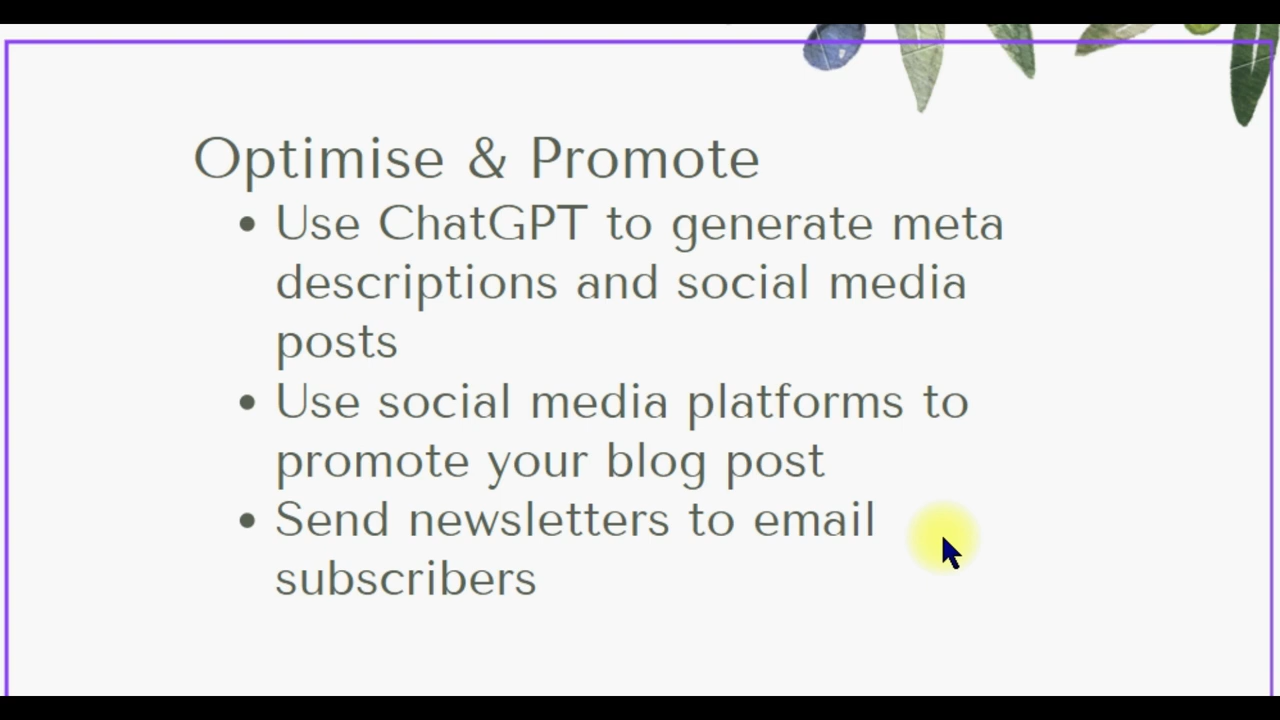 Optimise & Promote
• Use ChatGPT to generate meta
descriptions and social media
posts
• Use social media platforms to
promote your blog post
• Send newsletters to email
subscribers